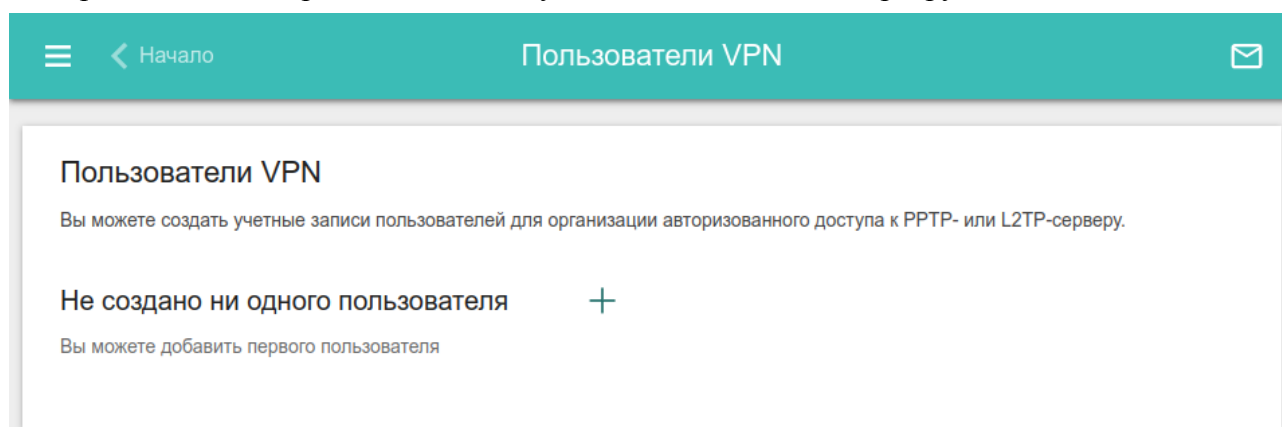 Начало
Пользователи VPN
Пользователи VPN
Вы можете создать учетные записи пользователей для организации авторизованного доступа к PPTP- или L2TP-серверу.
Не создано ни одного пользователя
Вы можете добавить первого пользователя